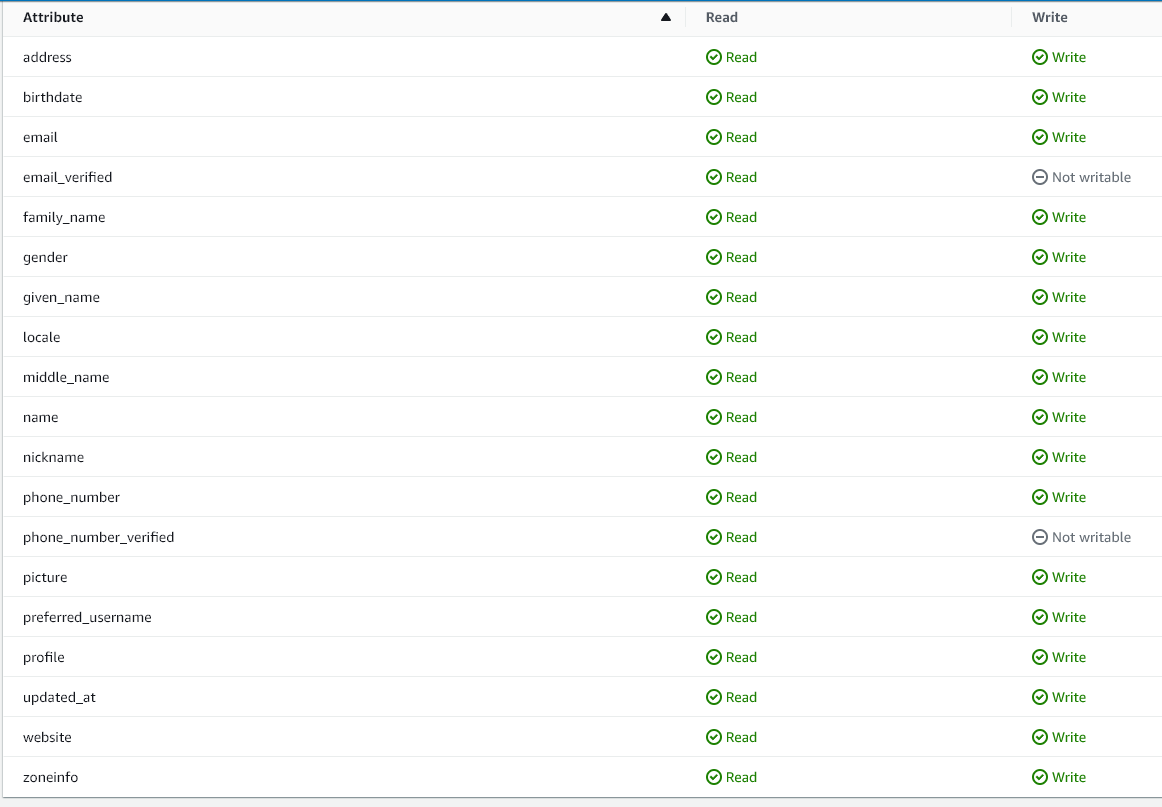 Attribute Read Write
address Read Write
birthdate Read Write
email Read Write
email_verified Read Not writable
family_name Read Write
gender Read Write
given_name Read Write
locale Read Write
middle_name Read Write
name Read Write
nickname Read Write
phone_number Read Write
phone_number_verified Read Not writable
picture Read Write
preferred_username Read Write
profile Read Write
updated_at Read Write
website Read Write
zoneinfo Read Write